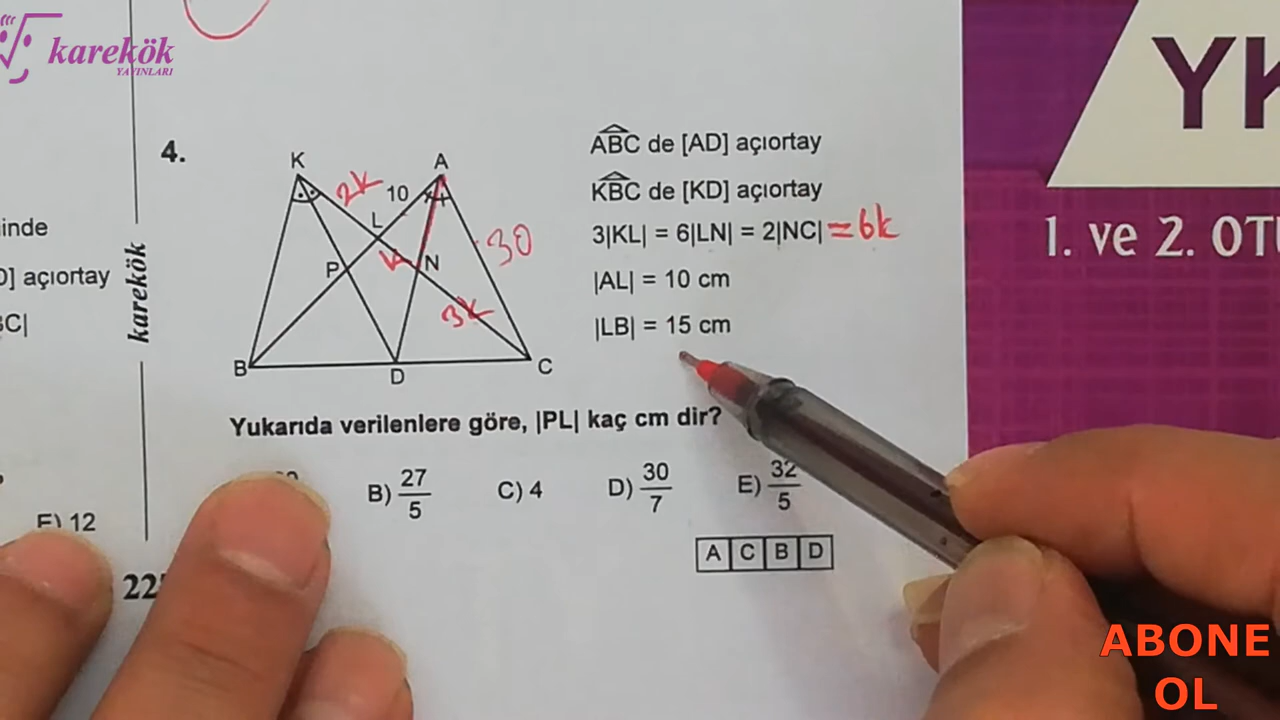 karekök
YAYINLARI
YK
1. ve 2. OTU
inde
D] açıortay
C|
karekök
E) 12
22
4.
K
A
2k
10
L
30
P
k
N
3k
B
D
C
ABC de [AD] açıortay
KBC de [KD] açıortay
3|KL| = 6|LN| = 2|NC| = 6k
|AL| = 10 cm
|LB| = 15 cm
Yukarıda verilenlere göre, |PL| kaç cm dir?
B) 27/5
C) 4
D) 30/7
E) 32/5
A C B D
ABONE
OL